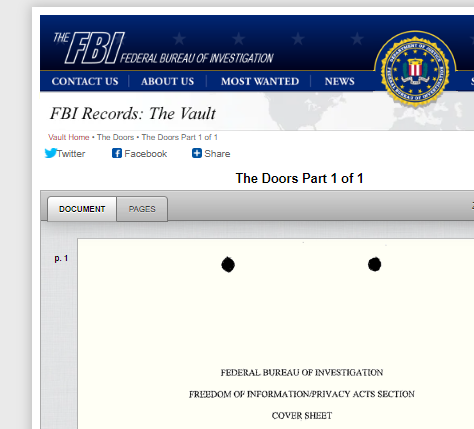 THE FBI FEDERAL BUREAU OF INVESTIGATION
CONTACT US ABOUT US MOST WANTED NEWS
FBI Records: The Vault
Vault Home • The Doors • The Doors Part 1 of 1
Twitter Facebook Share
The Doors Part 1 of 1
DOCUMENT PAGES
p. 1
FEDERAL BUREAU OF INVESTIGATION
FREEDOM OF INFORMATION/PRIVACY ACTS SECTION
COVER SHEET